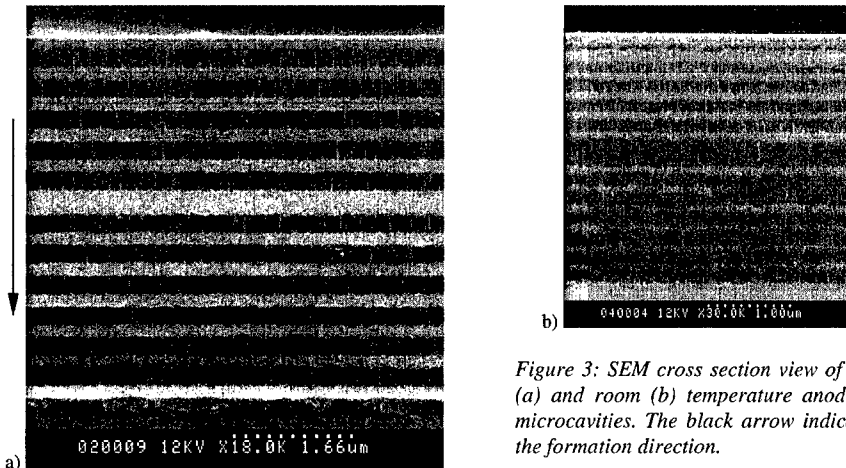 a)
020009 12KV X18.0K 1.66um
b)
040004 12KV X30.0K 1.00um
Figure 3: SEM cross section view of
(a) and room (b) temperature anod
microcavities. The black arrow indic
the formation direction.